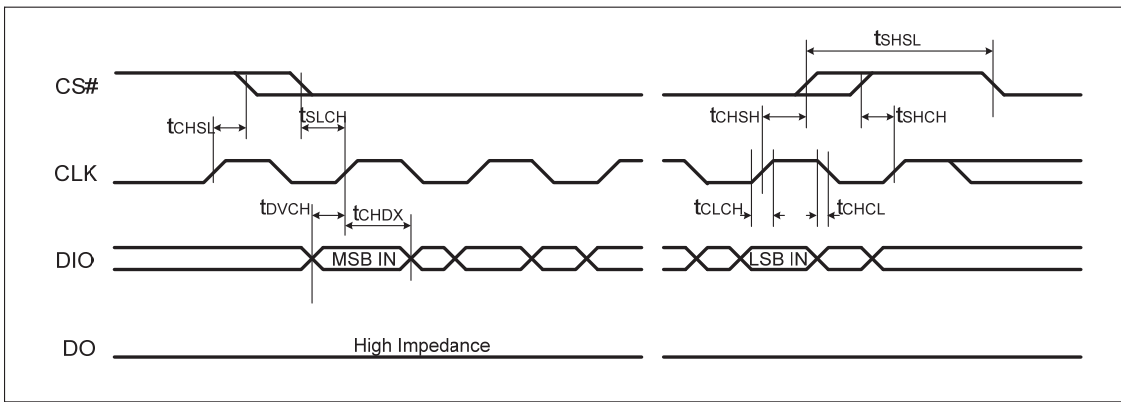 tSHSL
CS#
tCHSL
tSLCH
tCHSH
tSHCH
CLK
tDVCH
tCHDX
tCLCH
tCHCL
DIO
MSB IN
LSB IN
DO
High Impedance